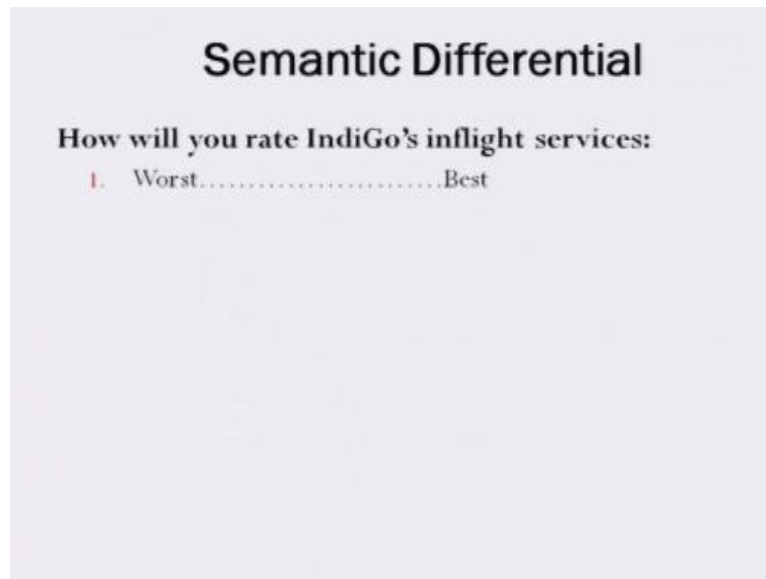 Semantic Differential
How will you rate IndiGo's inflight services:
1. Worst.........................Best